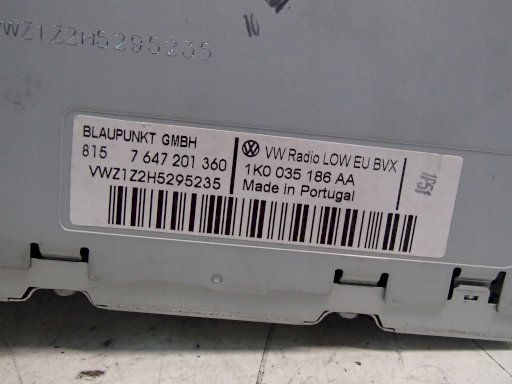 VWZ1Z2H5295235
BLAUPUNKT GMBH
815 7 647 201 360
VWZ1Z2H5295235
VW Radio LOW EU BVX
1K0 035 186 AA
Made in Portugal